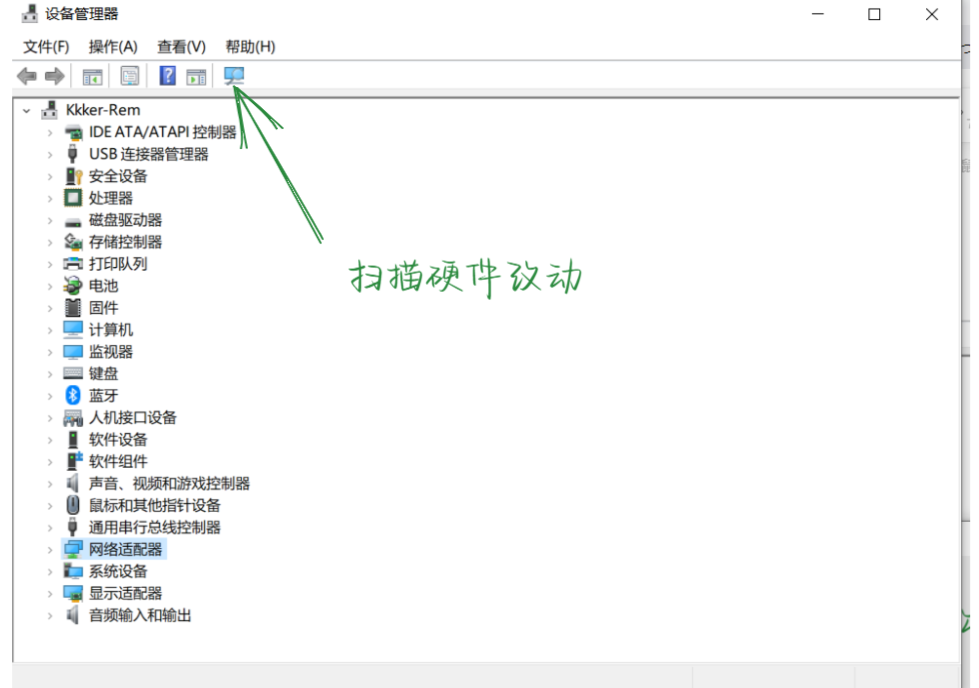 设备管理器
文件(F) 操作(A) 查看(V) 帮助(H)
Kkker-Rem
IDE ATA/ATAPI 控制器
USB 连接器管理器
安全设备
处理器
磁盘驱动器
存储控制器
打印队列
电池
固件
计算机
监视器
键盘
蓝牙
人机接口设备
软件设备
软件组件
声音、视频和游戏控制器
鼠标和其他指针设备
通用串行总线控制器
网络适配器
系统设备
显示适配器
音频输入和输出
扫描硬件改动